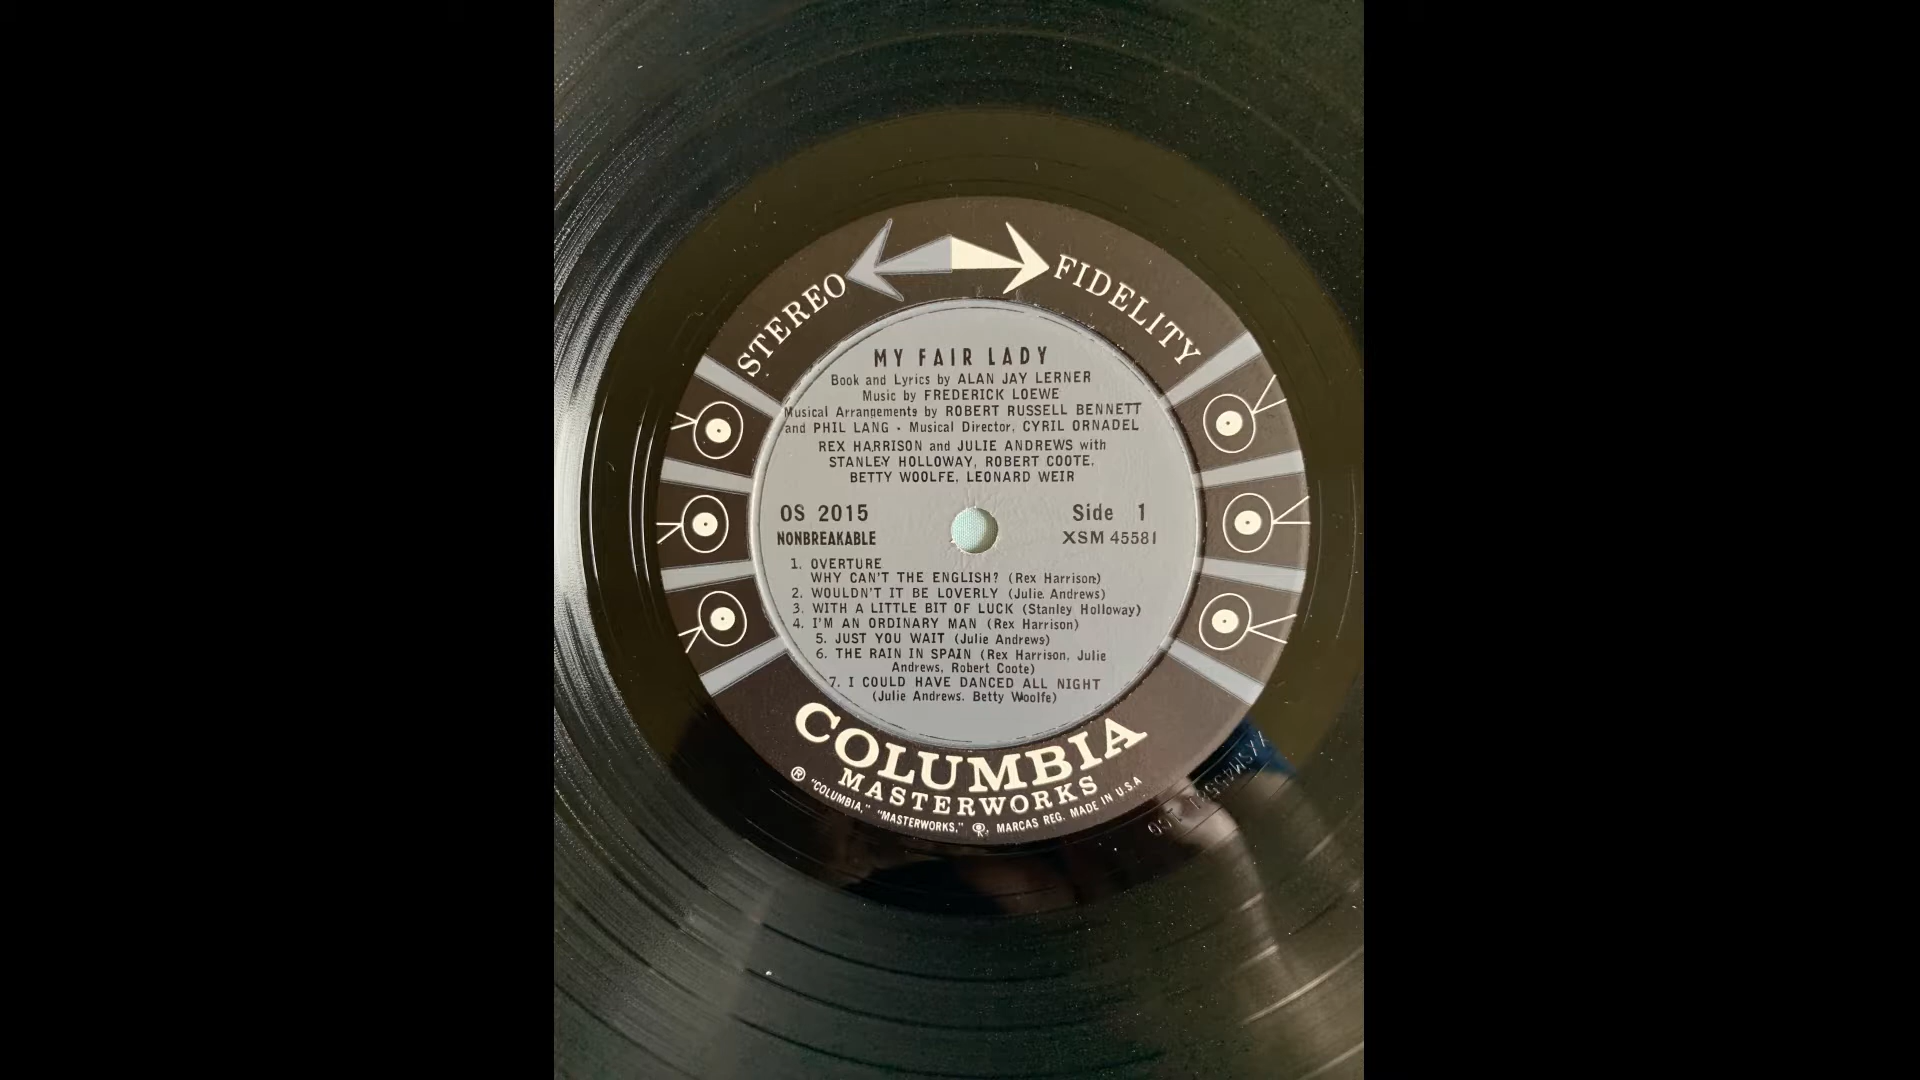 STEREO FIDELITY
MY FAIR LADY
Book and Lyrics by ALAN JAY LERNER
Music by FREDERICK LOEWE
Musical Arrangements by ROBERT RUSSELL BENNETT
and PHIL LANG - Musical Director, CYRIL ORNADEL
REX HARRISON and JULIE ANDREWS with
STANLEY HOLLOWAY, ROBERT COOTE,
BETTY WOOLFE, LEONARD WEIR
OS 2015 Side 1
NONBREAKABLE XSM 45581
1. OVERTURE
WHY CAN'T THE ENGLISH? (Rex Harrison)
2. WOULDN'T IT BE LOVERLY (Julie Andrews)
3. WITH A LITTLE BIT OF LUCK (Stanley Holloway)
4. I'M AN ORDINARY MAN (Rex Harrison)
5. JUST YOU WAIT (Julie Andrews)
6. THE RAIN IN SPAIN (Rex Harrison, Julie
Andrews, Robert Coote)
7. I COULD HAVE DANCED ALL NIGHT
(Julie Andrews, Betty Woolfe)
COLUMBIA
MASTERWORKS
® "COLUMBIA," "MASTERWORKS," ®, MARCAS REG. MADE IN U.S.A